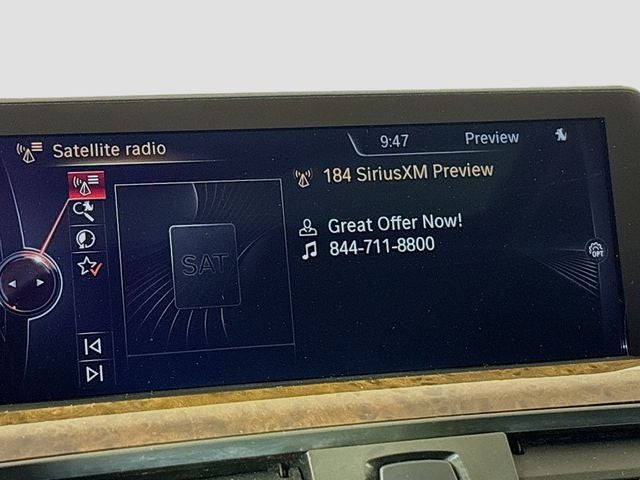 Satellite radio
9:47
Preview
184 SiriusXM Preview
Great Offer Now!
844-711-8800
SAT
OPT